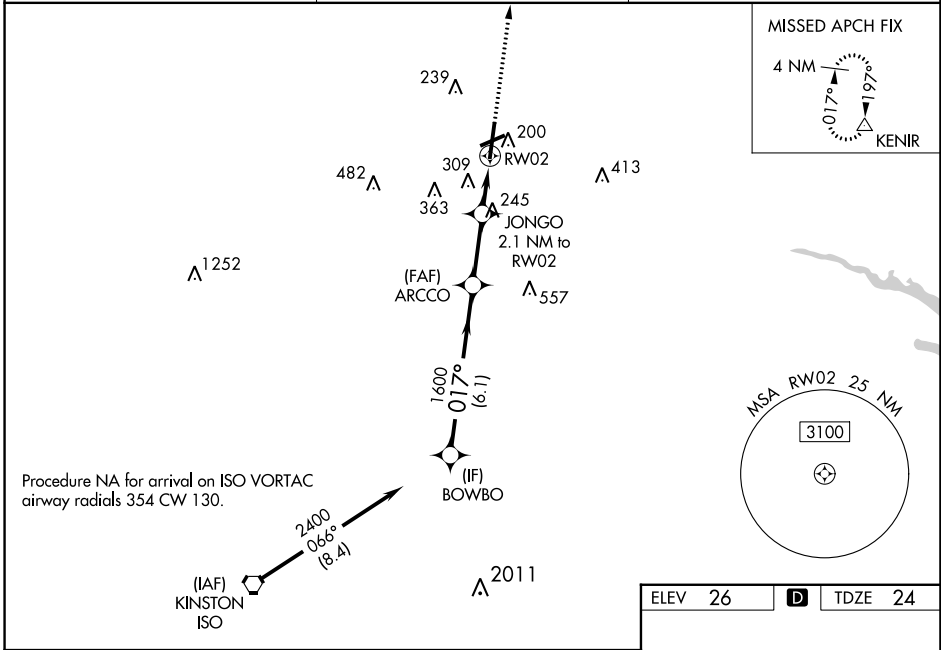 MISSED APCH FIX
4 NM
017°
197°
KENIR
239
200
RW02
309
482
363
413
245
JONGO
2.1 NM to
RW02
1252
(FAF)
ARCCO
557
1600
017°
(6.1)
MSA RW02 25 NM
3100
(IF)
BOWBO
Procedure NA for arrival on ISO VORTAC
airway radials 354 CW 130.
2400
066°
(8.4)
(IAF)
KINSTON
ISO
2011
ELEV 26 D TDZE 24